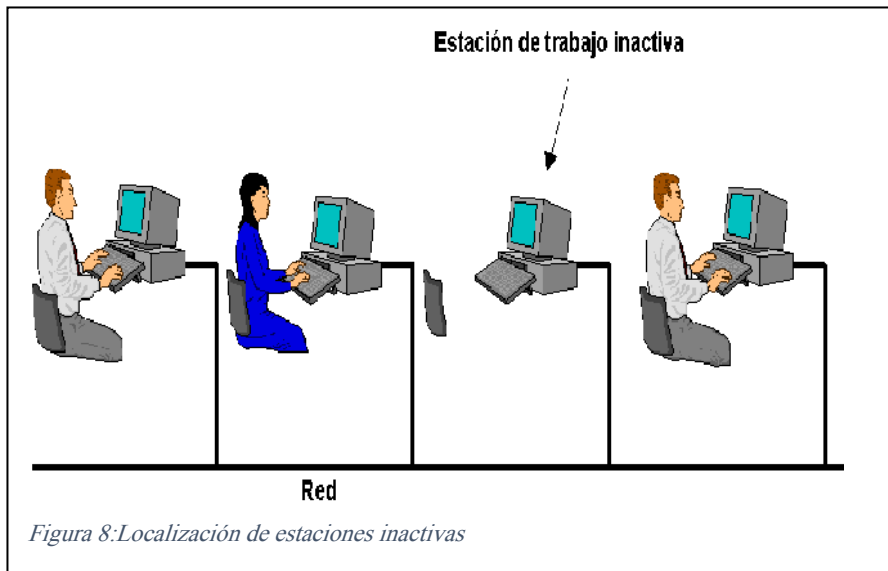 Estación de trabajo inactiva
Red
Figura 8:Localización de estaciones inactivas